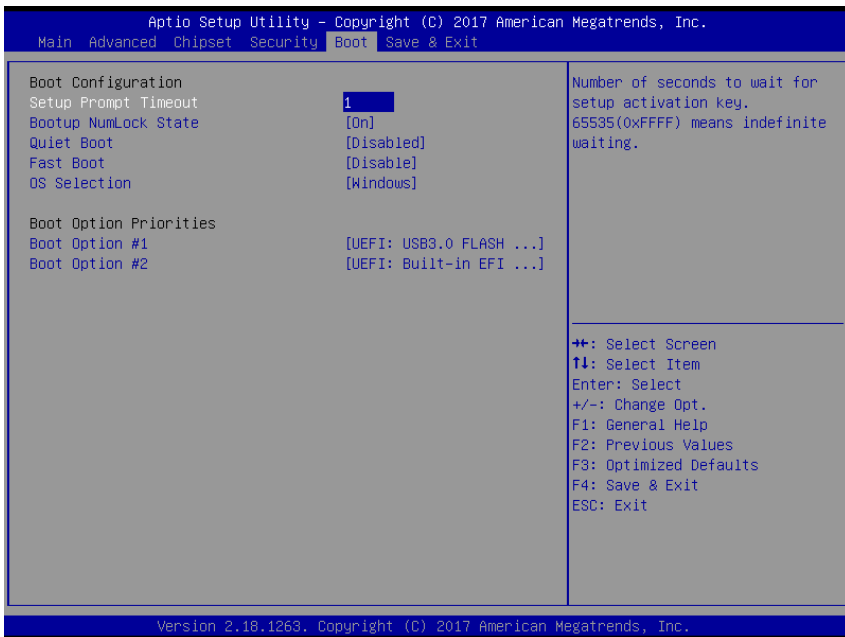 Aptio Setup Utility – Copyright (C) 2017 American Megatrends, Inc.
Main Advanced Chipset Security Boot Save & Exit
Boot Configuration
Setup Prompt Timeout 1
Bootup NumLock State [On]
Quiet Boot [Disabled]
Fast Boot [Disable]
OS Selection [Windows]
Boot Option Priorities
Boot Option #1 [UEFI: USB3.0 FLASH ...]
Boot Option #2 [UEFI: Built-in EFI ...]
Number of seconds to wait for
setup activation key.
65535(0xFFFF) means indefinite
waiting.
→←: Select Screen
↑↓: Select Item
Enter: Select
+/-: Change Opt.
F1: General Help
F2: Previous Values
F3: Optimized Defaults
F4: Save & Exit
ESC: Exit
Version 2.18.1263. Copyright (C) 2017 American Megatrends, Inc.